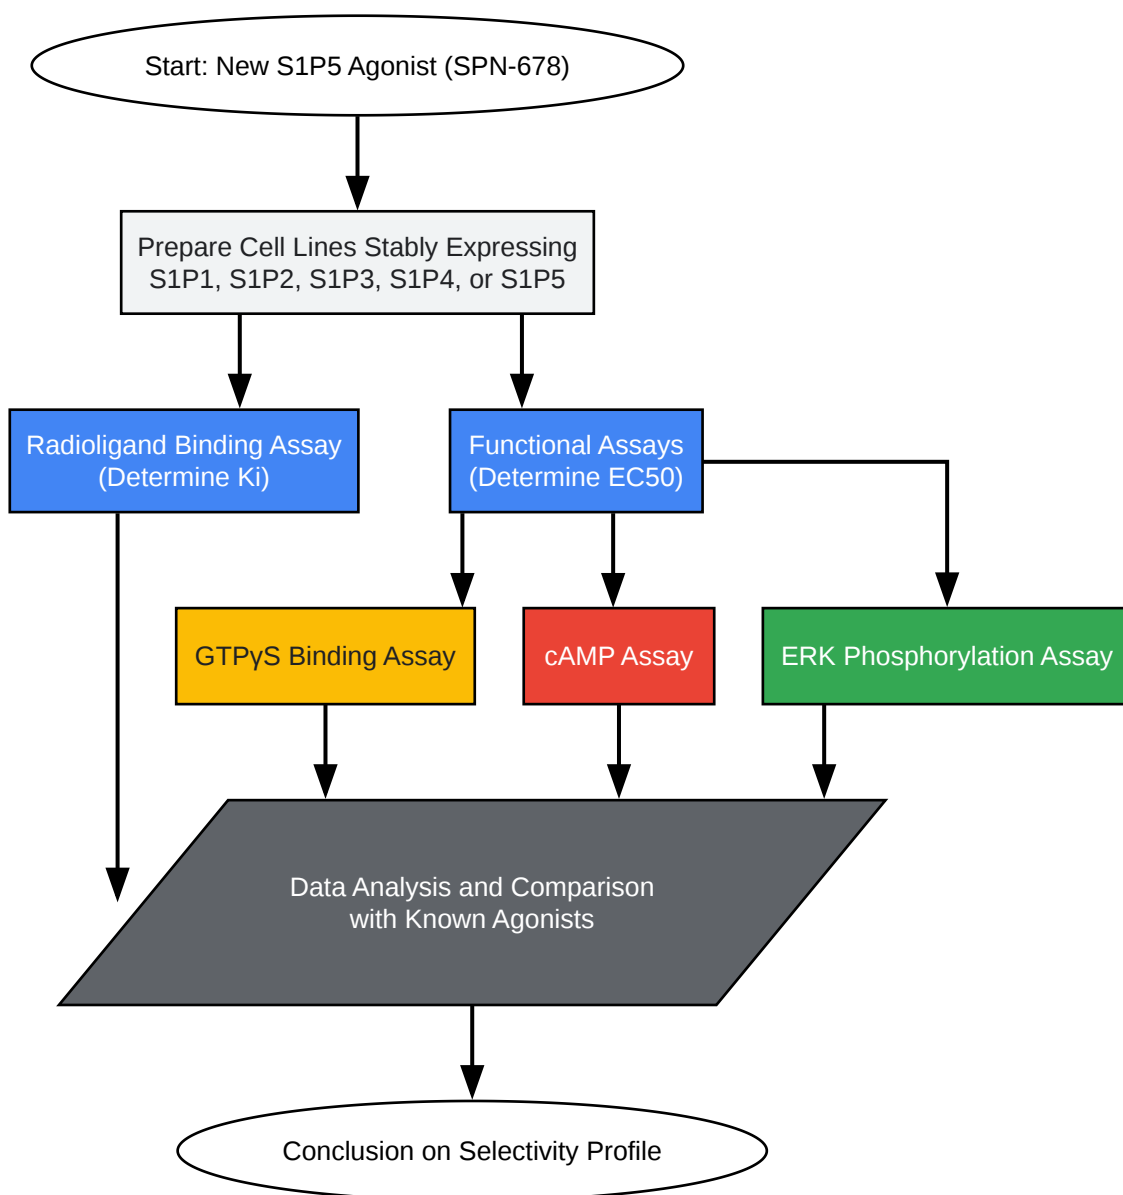 Start: New S1P5 Agonist (SPN-678)
Prepare Cell Lines Stably Expressing
S1P1, S1P2, S1P3, S1P4, or S1P5
Radioligand Binding Assay
(Determine Ki)
Functional Assays
(Determine EC50)
GTPγS Binding Assay
cAMP Assay
ERK Phosphorylation Assay
Data Analysis and Comparison
with Known Agonists
Conclusion on Selectivity Profile